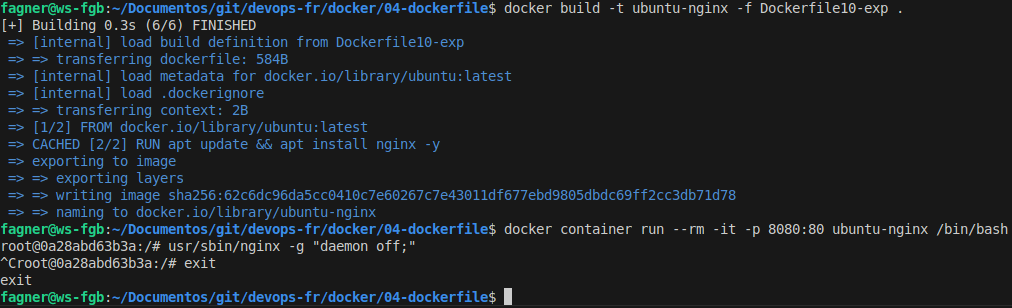 fagner@ws-fgb:~/Documentos/git/devops-fr/docker/04-dockerfile$ docker build -t ubuntu-nginx -f Dockerfile10-exp .
[+] Building 0.3s (6/6) FINISHED
=> [internal] load build definition from Dockerfile10-exp
=> => transferring dockerfile: 584B
=> [internal] load metadata for docker.io/library/ubuntu:latest
=> [internal] load .dockerignore
=> => transferring context: 2B
=> [1/2] FROM docker.io/library/ubuntu:latest
=> CACHED [2/2] RUN apt update && apt install nginx -y
=> exporting to image
=> => exporting layers
=> => writing image sha256:62c6dc96da5cc0410c7e60267c7e43011df677ebd9805dbdc69ff2cc3db71d78
=> => naming to docker.io/library/ubuntu-nginx
fagner@ws-fgb:~/Documentos/git/devops-fr/docker/04-dockerfile$ docker container run --rm -it -p 8080:80 ubuntu-nginx /bin/bash
root@0a28abd63b3a:/# usr/sbin/nginx -g "daemon off;"
^Croot@0a28abd63b3a:/# exit
exit
fagner@ws-fgb:~/Documentos/git/devops-fr/docker/04-dockerfile$